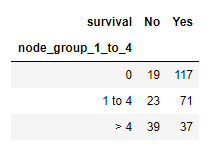 survival No Yes
node_group_1_to_4
0 19 117
1 to 4 23 71
> 4 39 37